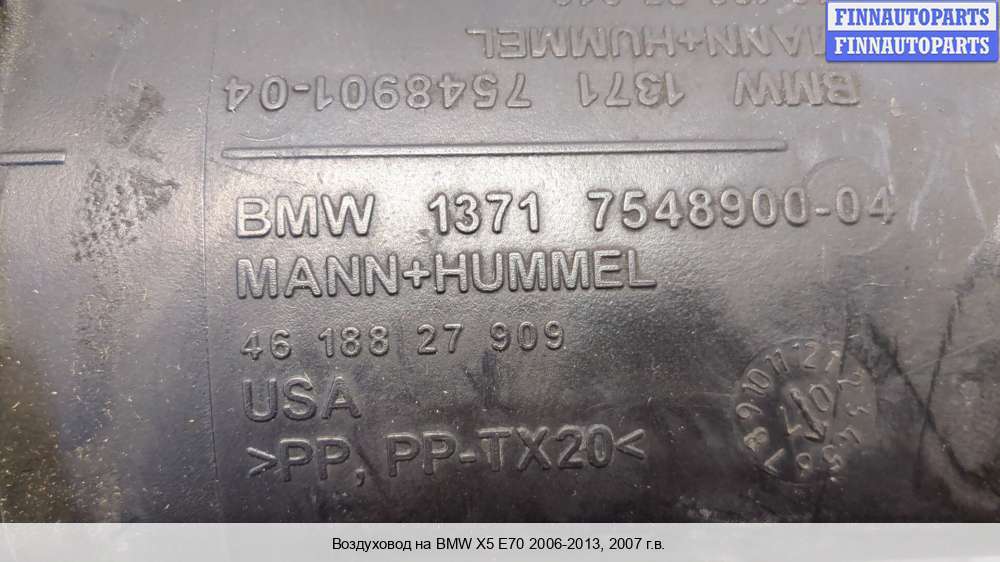 FINNAUTOPARTS
FINNAUTOPARTS
MANN+HUMMEL
BMW 1371 7548901-04
BMW 1371 7548900-04
MANN+HUMMEL
46 188 27 909
USA
>PP, PP-TX20<
Воздуховод на BMW X5 E70 2006-2013, 2007 г.в.